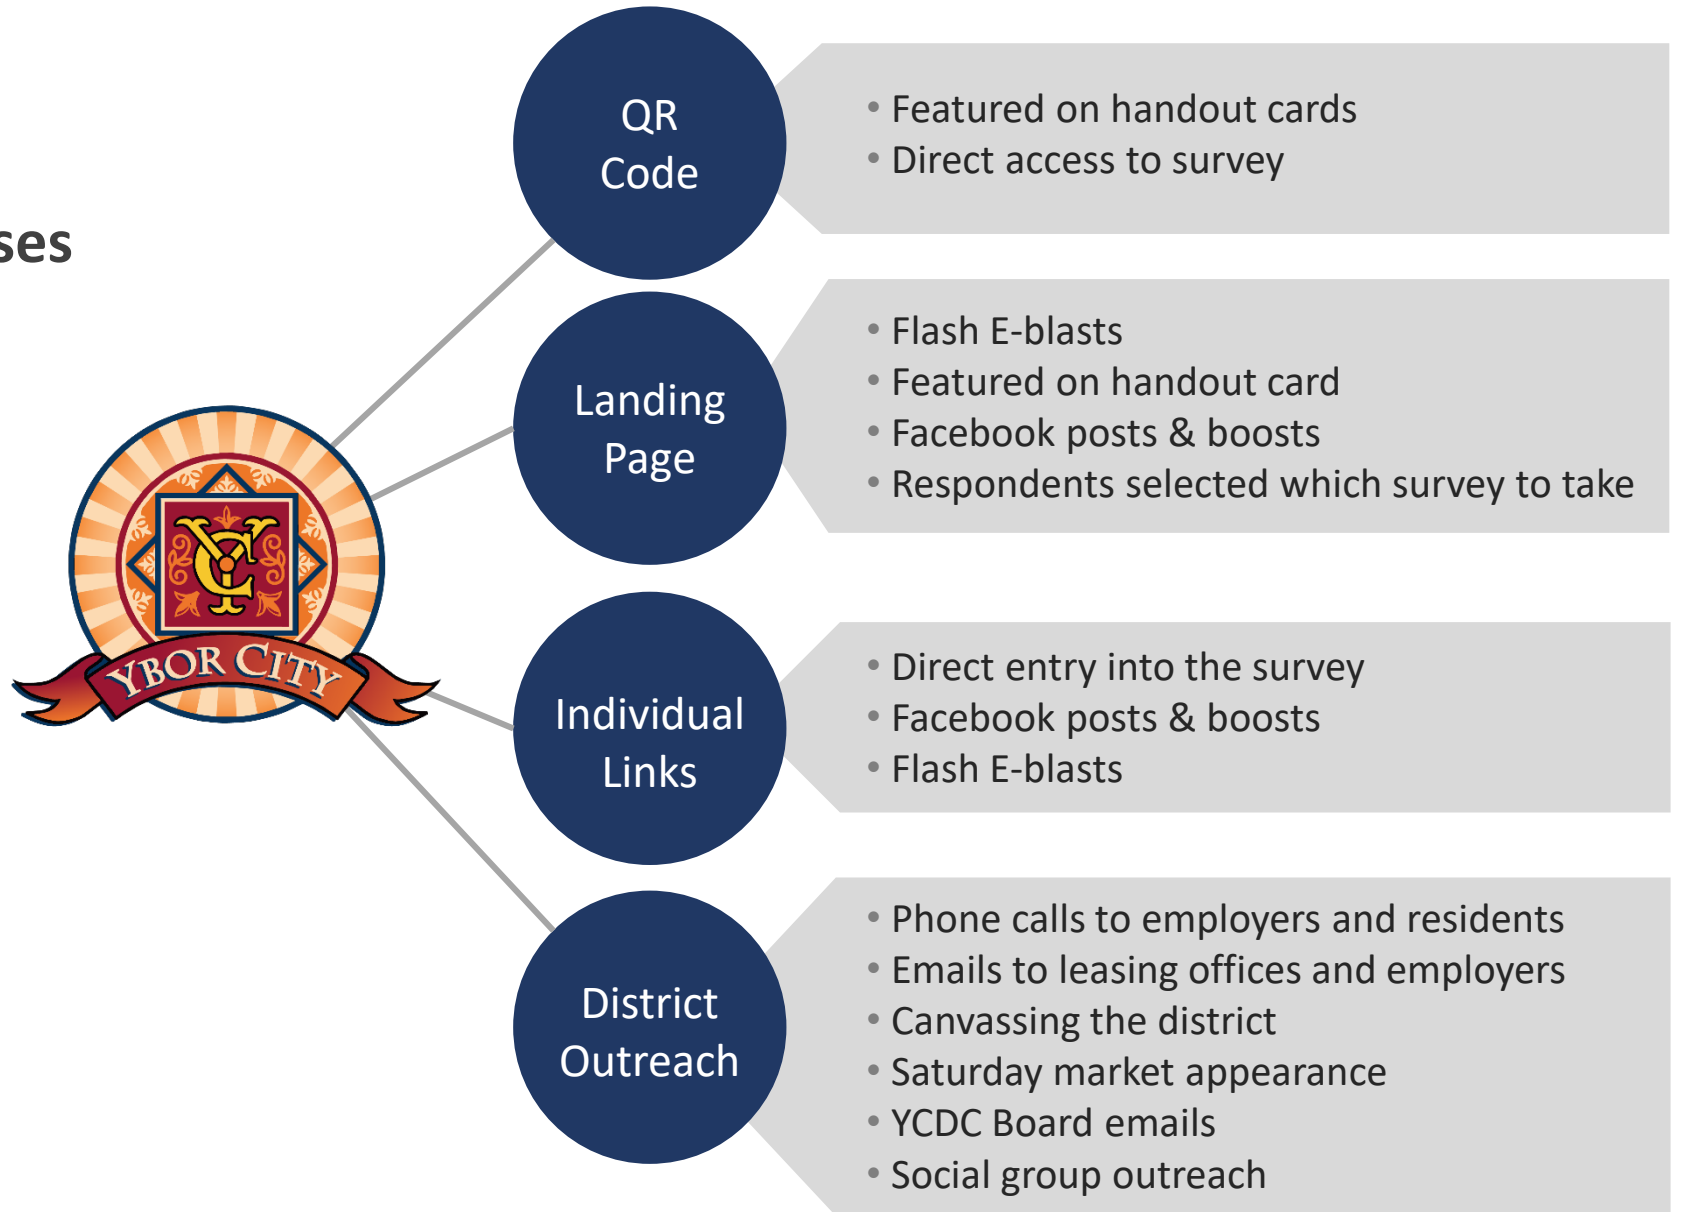 QR
Code
• Featured on handout cards
• Direct access to survey
ses
Landing
Page
• Flash E-blasts
• Featured on handout card
• Facebook posts & boosts
• Respondents selected which survey to take
YC
YBOR CITY
Individual
Links
• Direct entry into the survey
• Facebook posts & boosts
• Flash E-blasts
District
Outreach
• Phone calls to employers and residents
• Emails to leasing offices and employers
• Canvassing the district
• Saturday market appearance
• YCDC Board emails
• Social group outreach